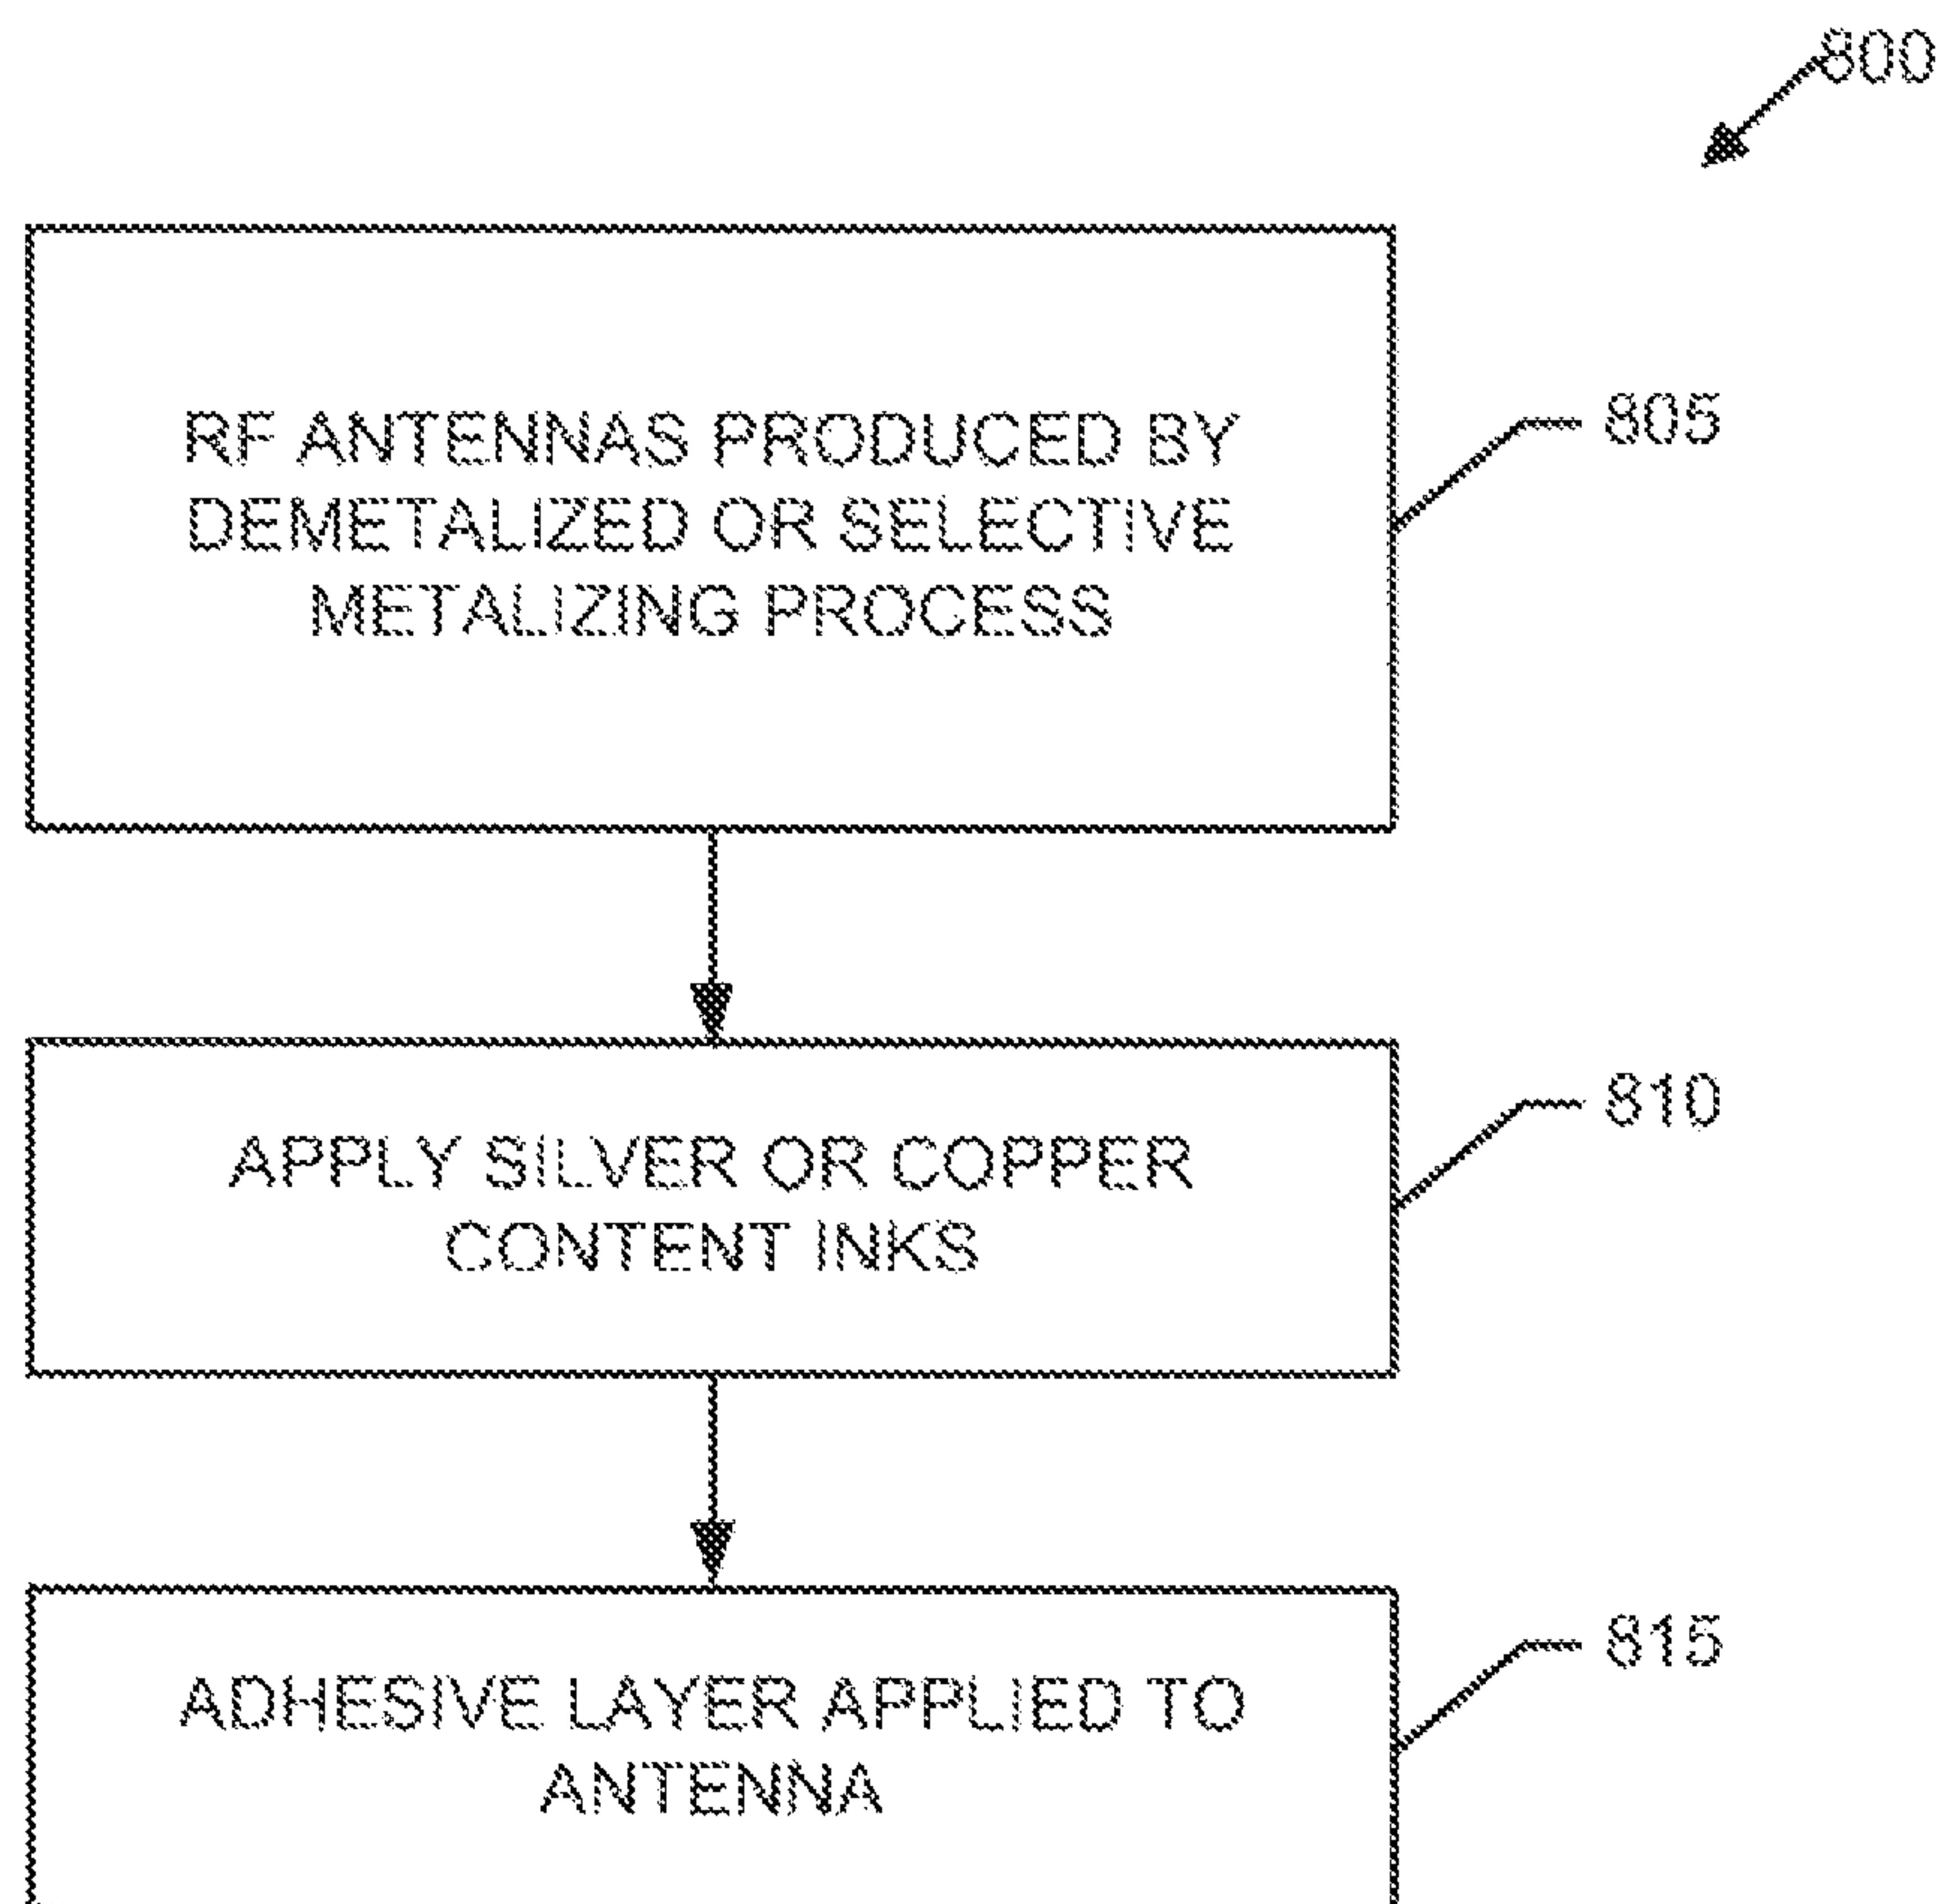 800
RF ANTENNAS PRODUCED BY
DEMETALIZED OR SELECTIVE
METALIZING PROCESS
805
APPLY SILVER OR COPPER
CONTENT INKS
810
ADHESIVE LAYER APPLIED TO
ANTENNA
815